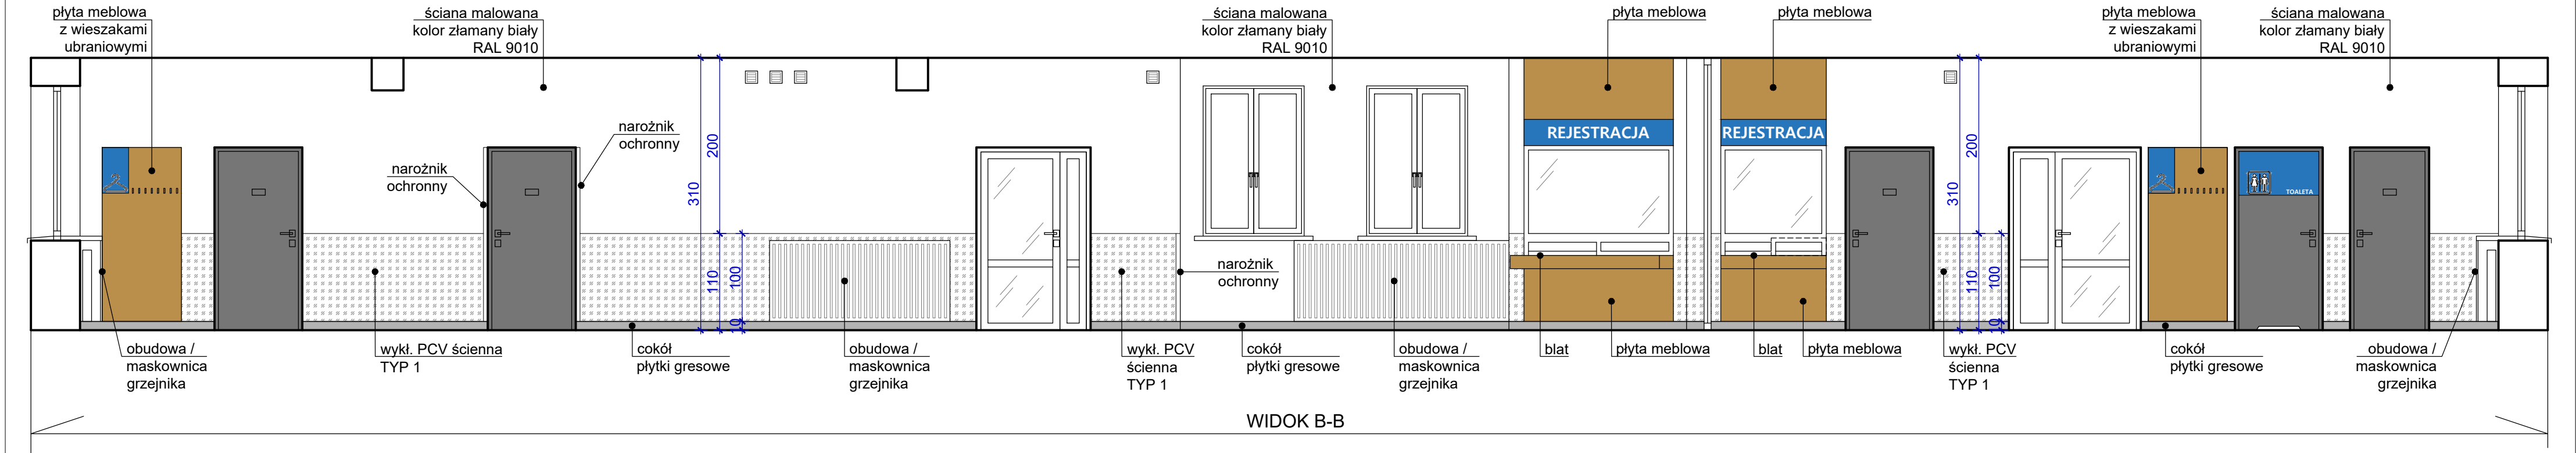 płyta meblowa
z wieszakami
ubraniowymi
ściana malowana
kolor złamany biały
RAL 9010
ściana malowana
kolor złamany biały
RAL 9010
płyta meblowa
płyta meblowa
płyta meblowa
z wieszakami
ubraniowymi
ściana malowana
kolor złamany biały
RAL 9010
narożnik
ochronny
narożnik
ochronny
310
200
110
100
10
REJESTRACJA
REJESTRACJA
310
200
110
100
10
TOALETA
narożnik
ochronny
obudowa /
maskownica
grzejnika
wykł. PCV ścienna
TYP 1
cokół
płytki gresowe
obudowa /
maskownica
grzejnika
wykł. PCV
ścienna
TYP 1
cokół
płytki gresowe
obudowa /
maskownica
grzejnika
blat
płyta meblowa
blat
płyta meblowa
wykł. PCV
ścienna
TYP 1
cokół
płytki gresowe
obudowa /
maskownica
grzejnika
WIDOK B-B